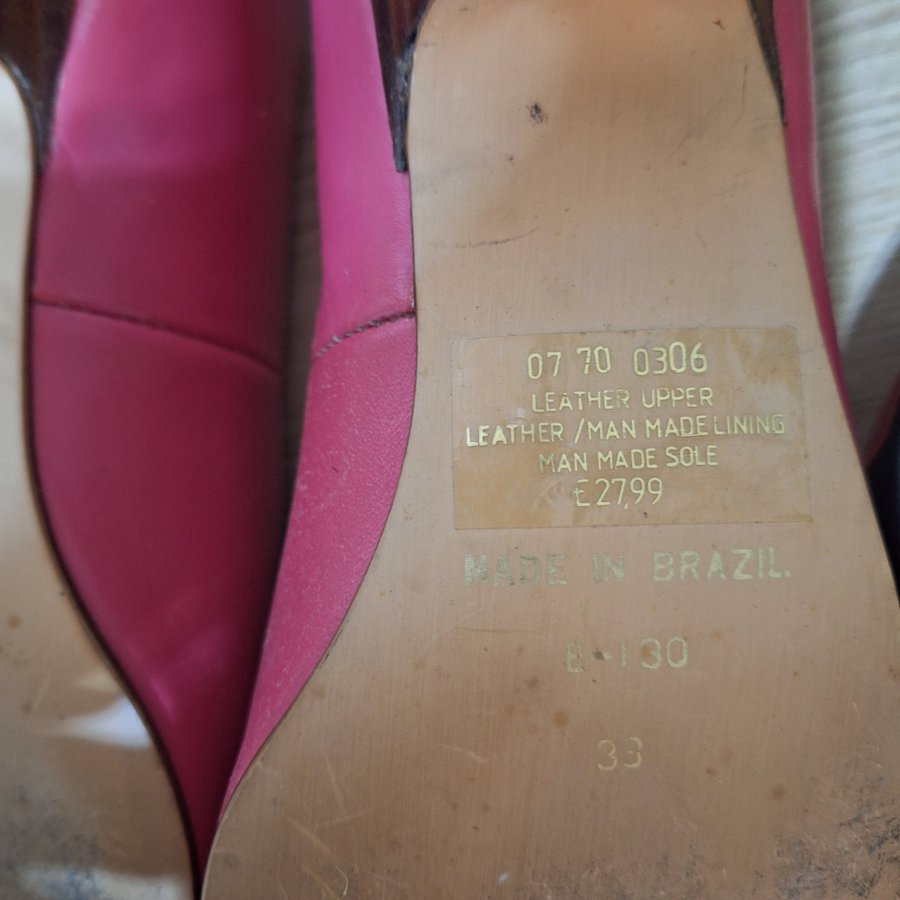 07 70 0306
LEATHER UPPER
LEATHER / MAN MADE LINING
MAN MADE SOLE
£27,99
MADE IN BRAZIL.
E-130
33